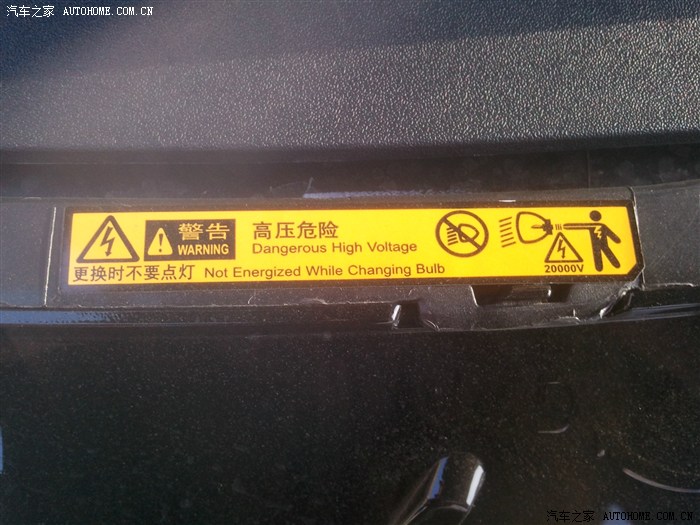 汽车之家 AUTOHOME.COM.CN
警告
WARNING
高压危险
Dangerous High Voltage
更换时不要点灯 Not Energized While Changing Bulb
20000V
汽车之家 AUTOHOME.COM.CN